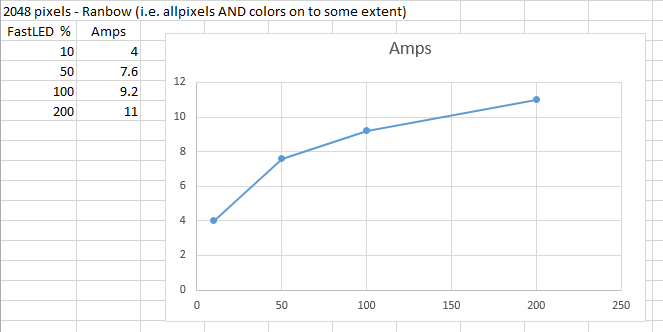 2048 pixels - Ranbow (i.e. allpixels AND colors on to some extent)
FastLED % Amps
10 4
50 7.6
100 9.2
200 11
Amps
12
10
8
6
4
2
0
0 50 100 150 200 250